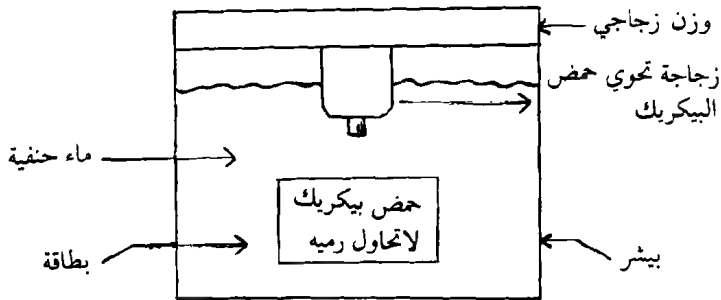 وزن زجاجي
زجاجة تحوي حمض
البيكريك
ماء حنفية
حمض بيكريك
لاتحاول رميه
بطاقة
بيشر